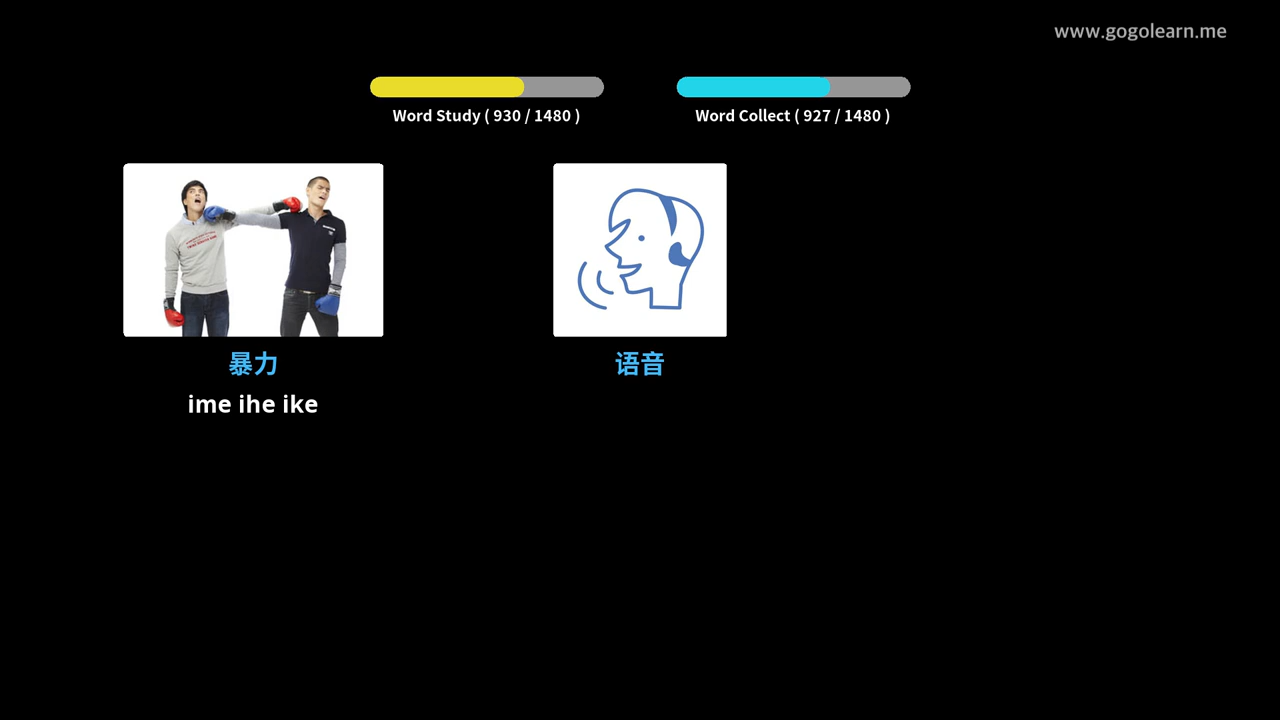 www.gogolearn.me
Word Study ( 930 / 1480 )
Word Collect ( 927 / 1480 )
暴力
语音
ime ihe ike